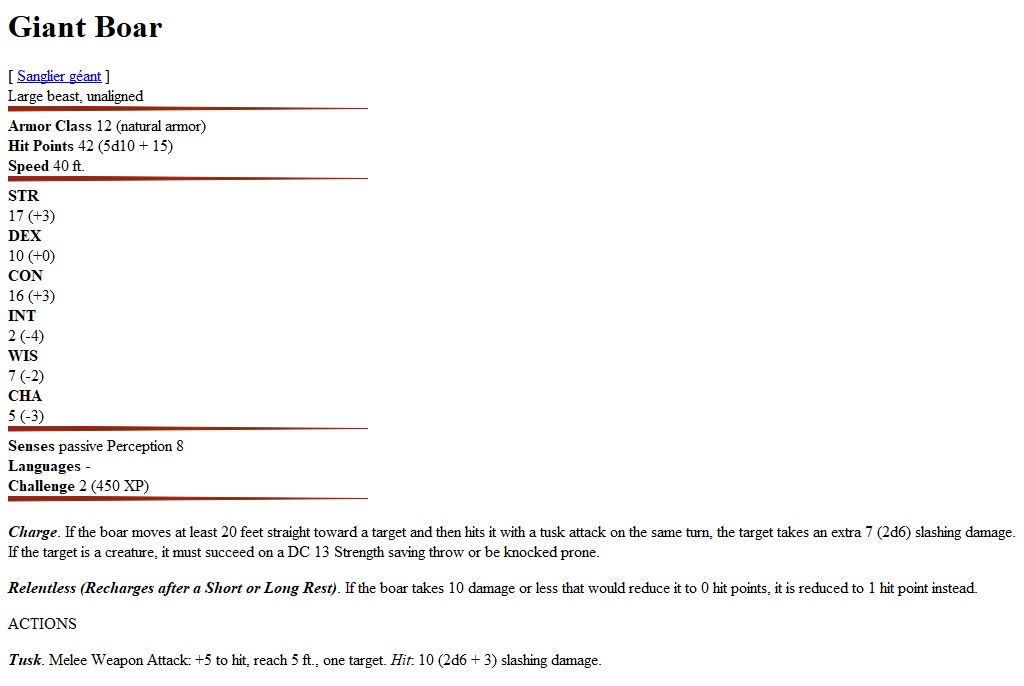 Giant Boar
[ Sanglier géant ]
Large beast, unaligned
Armor Class 12 (natural armor)
Hit Points 42 (5d10 + 15)
Speed 40 ft.
STR
17 (+3)
DEX
10 (+0)
CON
16 (+3)
INT
2 (-4)
WIS
7 (-2)
CHA
5 (-3)
Senses passive Perception 8
Languages -
Challenge 2 (450 XP)
Charge. If the boar moves at least 20 feet straight toward a target and then hits it with a tusk attack on the same turn, the target takes an extra 7 (2d6) slashing damage.
If the target is a creature, it must succeed on a DC 13 Strength saving throw or be knocked prone.
Relentless (Recharges after a Short or Long Rest). If the boar takes 10 damage or less that would reduce it to 0 hit points, it is reduced to 1 hit point instead.
ACTIONS
Tusk. Melee Weapon Attack: +5 to hit, reach 5 ft., one target. Hit: 10 (2d6 + 3) slashing damage.